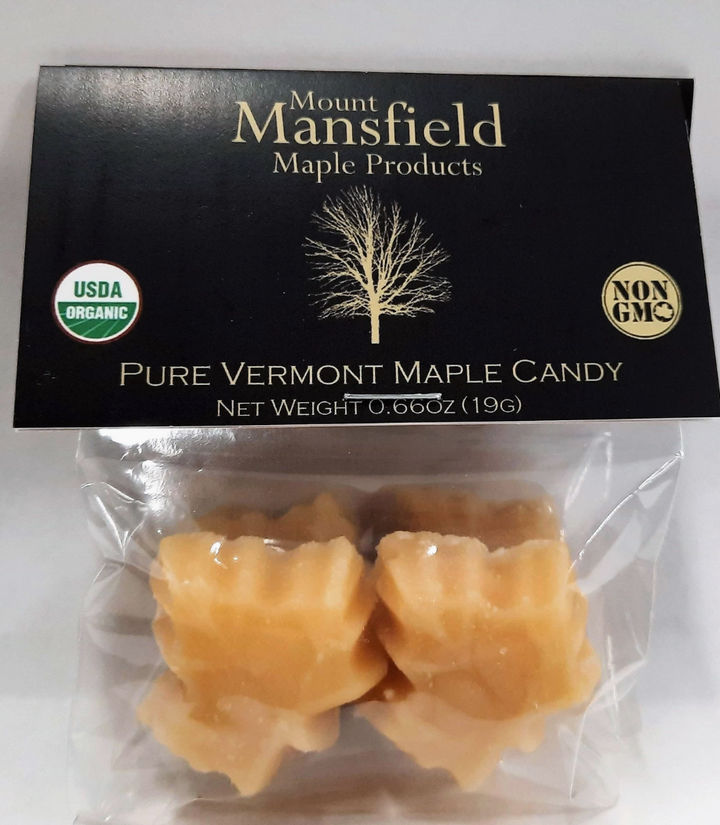 Mount
Mansfield
Maple Products
USDA
ORGANIC
NON
GMO
PURE VERMONT MAPLE CANDY
NET WEIGHT 0.66OZ (19G)